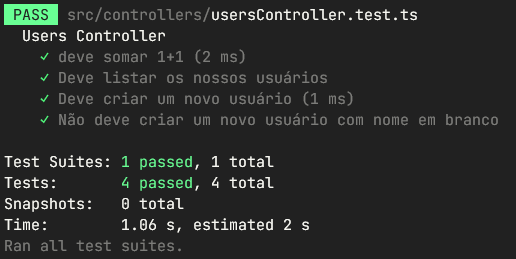 PASS src/controllers/usersController.test.ts
Users Controller
✓ deve somar 1+1 (2 ms)
✓ Deve listar os nossos usuários
✓ Deve criar um novo usuário (1 ms)
✓ Não deve criar um novo usuário com nome em branco
Test Suites: 1 passed, 1 total
Tests: 4 passed, 4 total
Snapshots: 0 total
Time: 1.06 s, estimated 2 s
Ran all test suites.